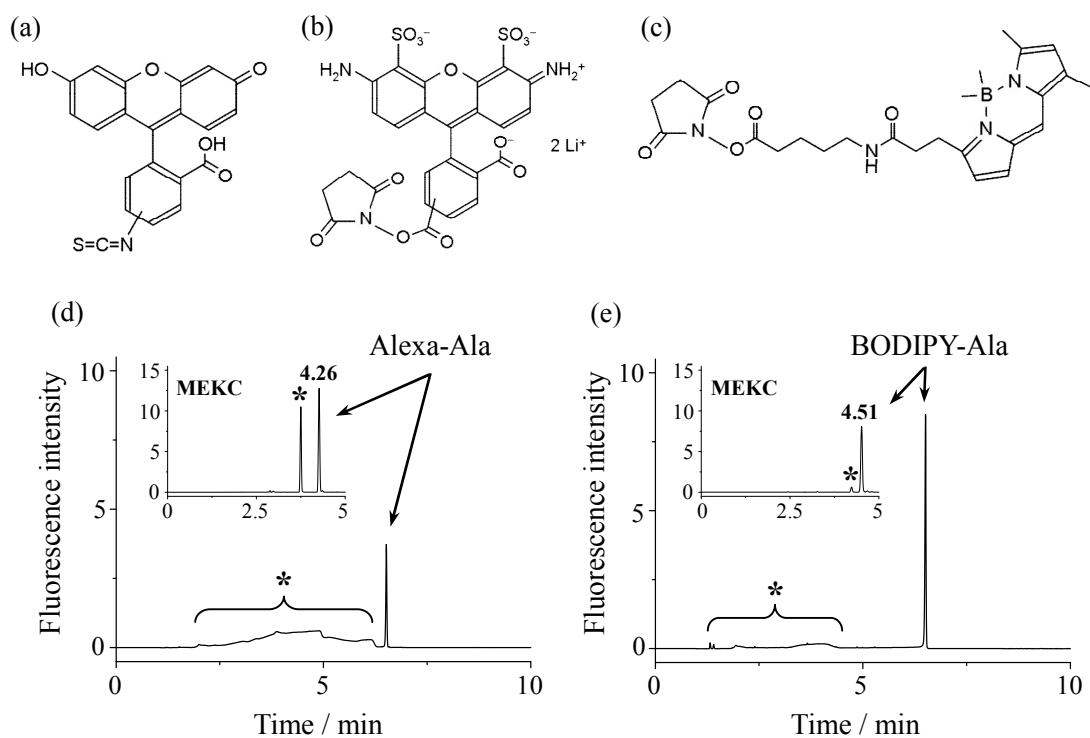 (a)
HO
O
O
OH
O
S=C=N
(b)
SO₃⁻
SO₃⁻
H₂N
O
NH₂⁺
O⁻
O
2 Li⁺
O
N
O
O
O
(c)
O
N
O
O
O
N
H
O
B
N
N
(d)
Alexa-Ala
10
5
0
Fluorescence intensity
15
10
5
0
MEKC
*
4.26
0
2.5
5
*
0
5
10
Time / min
(e)
BODIPY-Ala
10
5
0
Fluorescence intensity
15
10
5
0
MEKC
4.51
*
0
2.5
5
*
0
5
10
Time / min